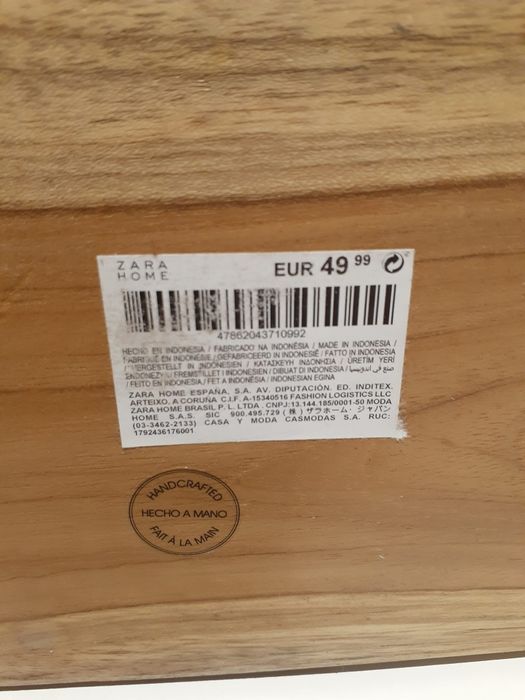 ZARA
HOME
EUR 49 99
47862043710992
HECHO EN INDONESIA / FABRICADO NA INDONÉSIA / MADE IN INDONESIA /
FABRIQUÉ EN INDONÉSIE / GEFABRICEERD IN INDONESIË / FATTO IN INDONESIA
/ HERGESTELLT IN INDONESIEN / ΚΑΤΑΣΚΕΥΗ ΙΝΔΟΝΗΣΙΑ / ÜRETİM YERİ
ENDONEZYA / FREMSTILLET I INDONESIEN / DIBUAT DI INDONESIA / صنع في أندونيسيا
/ FEITO EN INDONESIA / FET A INDONÈSIA / INDONESIAN EGINA
ZARA HOME ESPAÑA, S.A. AV. DIPUTACIÓN. ED. INDITEX.
ARTEIXO. A CORUÑA C.I.F. A-15340516 FASHION LOGISTICS LLC
ZARA HOME BRASIL P. L. LTDA. CNPJ:13.144.185/0001-50 MODA
HOME S.A.S. SIC 900.495.729 (株) ザラホーム・ジャパン
(03-3462-2133) CASA Y MODA CASMODAS S.A. RUC:
1792436176001
HANDCRAFTED
HECHO A MANO
FAIT À LA MAIN